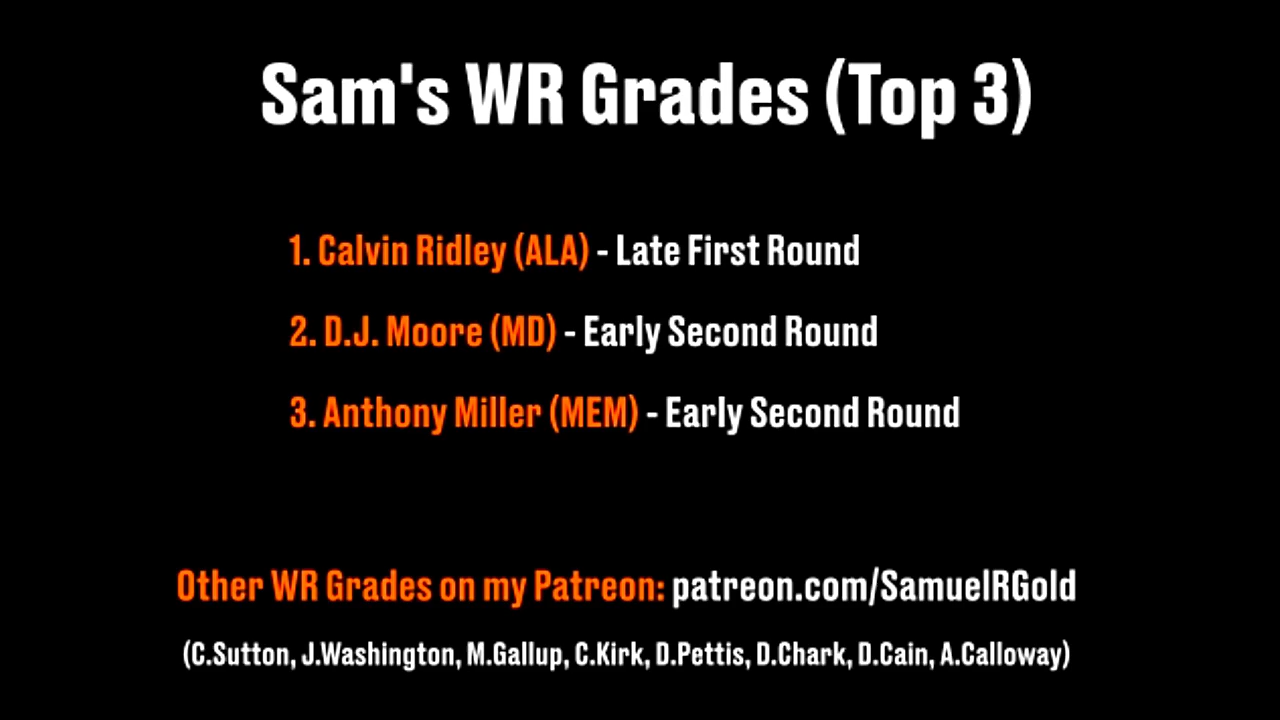 Sam's WR Grades (Top 3)
1. Calvin Ridley (ALA) - Late First Round
2. D.J. Moore (MD) - Early Second Round
3. Anthony Miller (MEM) - Early Second Round
Other WR Grades on my Patreon: patreon.com/SamuelRGold
(C.Sutton, J.Washington, M.Gallup, C.Kirk, D.Pettis, D.Chark, D.Cain, A.Calloway)